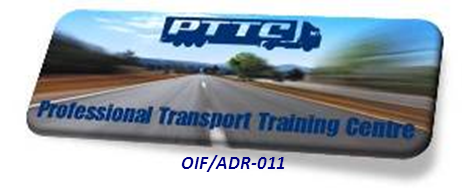 PTTC
Professional Transport Training Centre
OIF/ADR-011